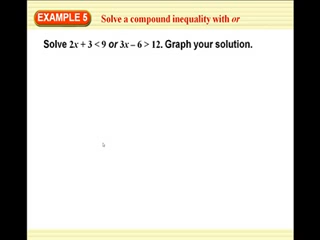 EXAMPLE 5 Solve a compound inequality with or
Solve 2x + 3 < 9 or 3x – 6 > 12. Graph your solution.